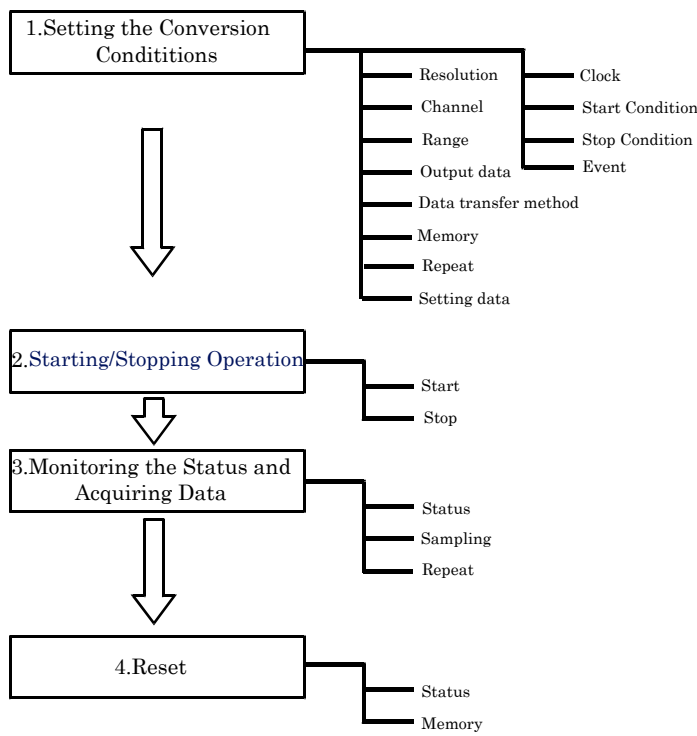 1.Setting the Conversion
Condititions
Resolution
Channel
Range
Output data
Data transfer method
Memory
Repeat
Setting data
Clock
Start Condition
Stop Condition
Event
2.Starting/Stopping Operation
Start
Stop
3.Monitoring the Status and
Acquiring Data
Status
Sampling
Repeat
4.Reset
Status
Memory